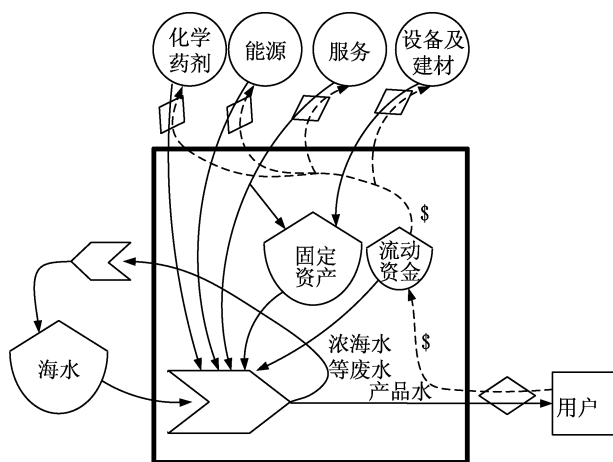 化学
药剂
能源
服务
设备及
建材
$
固定
资产
流动
资金
浓海水
等废水
$
海水
产品水
用户